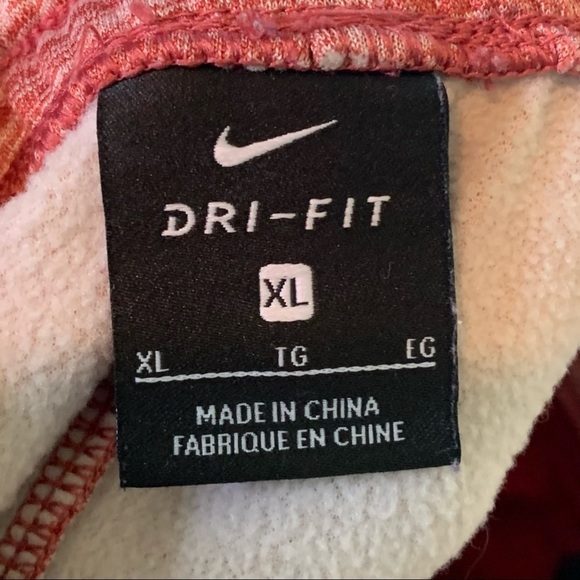 DRI-FIT
XL
XL TG EG
MADE IN CHINA
FABRIQUE EN CHINE